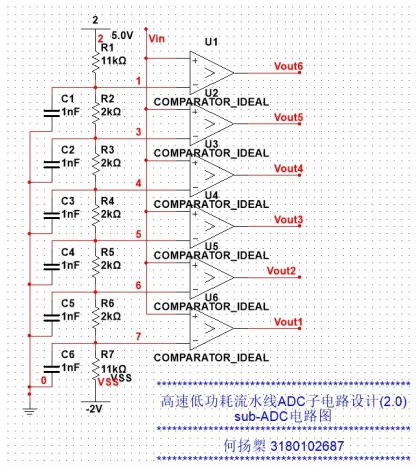 2
2
5.0V
Vin
U1
R1
11kΩ
Vout6
1
U2
C1
1nF
R2
2kΩ
COMPARATOR_IDEAL
Vout5
3
U3
C2
1nF
R3
2kΩ
COMPARATOR_IDEAL
Vout4
4
U4
C3
1nF
R4
2kΩ
COMPARATOR_IDEAL
Vout3
5
U5
C4
1nF
R5
2kΩ
COMPARATOR_IDEAL
Vout2
6
U6
C5
1nF
R6
2kΩ
COMPARATOR_IDEAL
Vout1
7
C6
1nF
R7
11kΩ
COMPARATOR_IDEAL
0
VSS
VSS
-2V
高速低功耗流水线ADC子电路设计(2.0)
sub-ADC电路图
何扬槊 3180102687